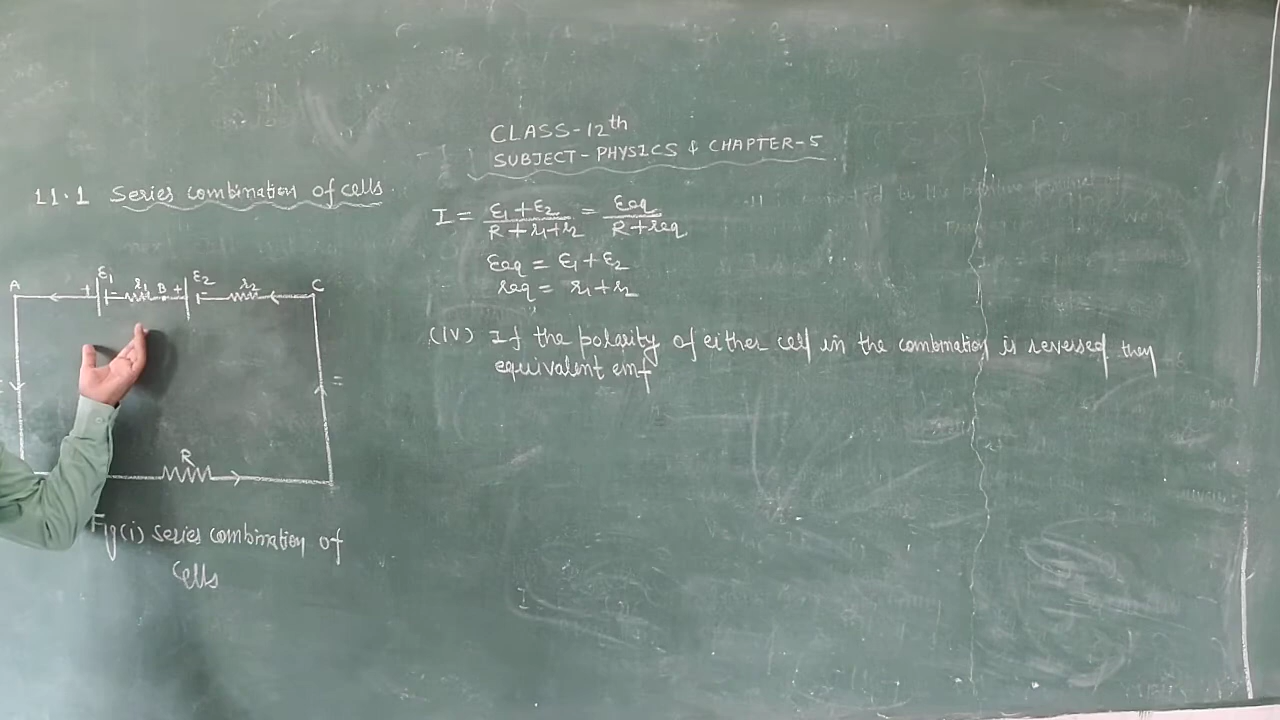 CLASS-12th
SUBJECT-PHYSICS & CHAPTER-5
11.1 Series combination of cells.
A + ε1 r1 B + ε2 r2 C
R
Fig(i) series combination of
Cells
I = ε1+ε2 / R+r1+r2 = εeq / R+req
εeq = ε1+ε2
req = r1+r2
(IV) If the polarity of either cell in the combination is reversed they
equivalent emf